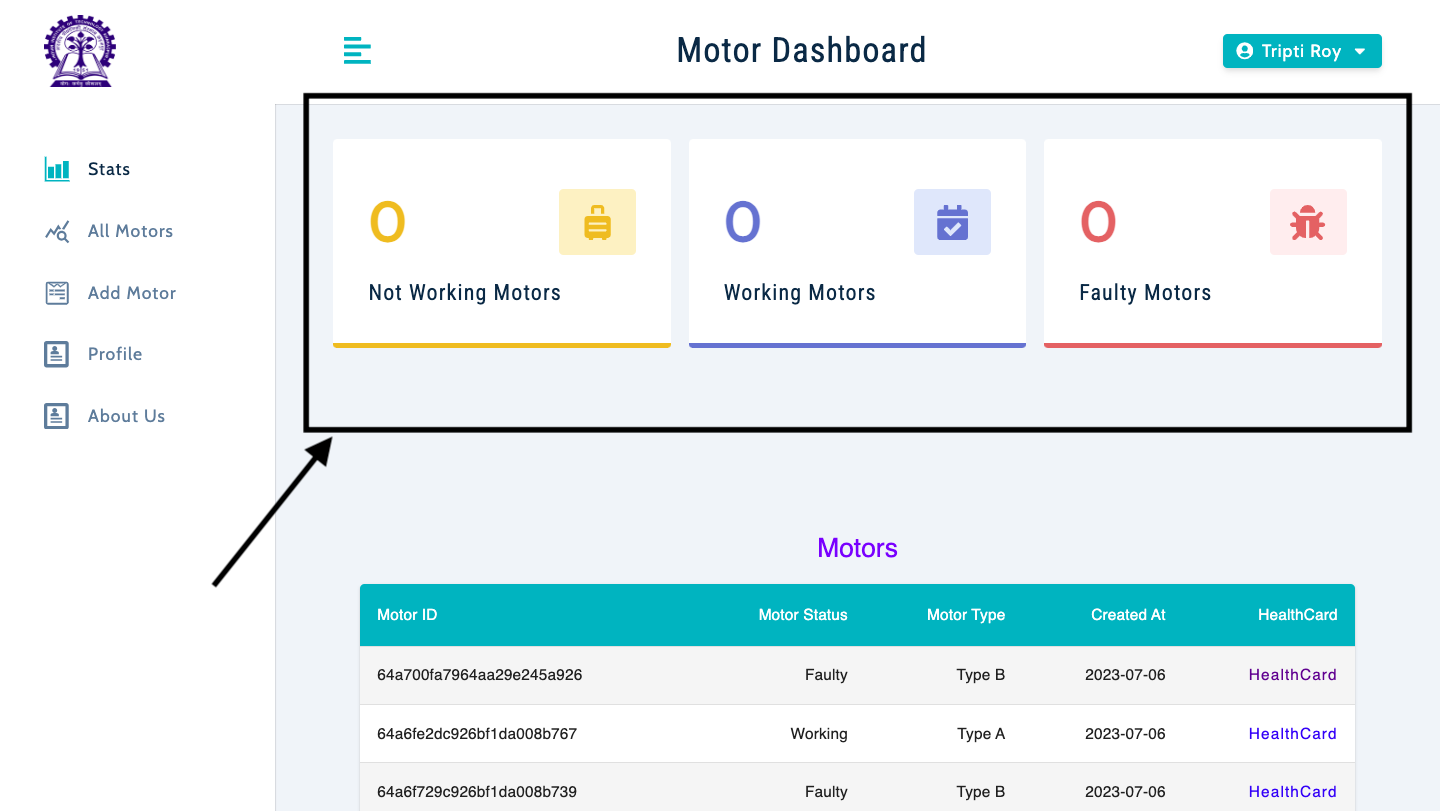 Motor Dashboard
Tripti Roy
Stats
All Motors
Add Motor
Profile
About Us
0
0
0
Not Working Motors
Working Motors
Faulty Motors
Motors
Motor ID Motor Status Motor Type Created At HealthCard
64a700fa7964aa29e245a926 Faulty Type B 2023-07-06 HealthCard
64a6fe2dc926bf1da008b767 Working Type A 2023-07-06 HealthCard
64a6f729c926bf1da008b739 Faulty Type B 2023-07-06 HealthCard